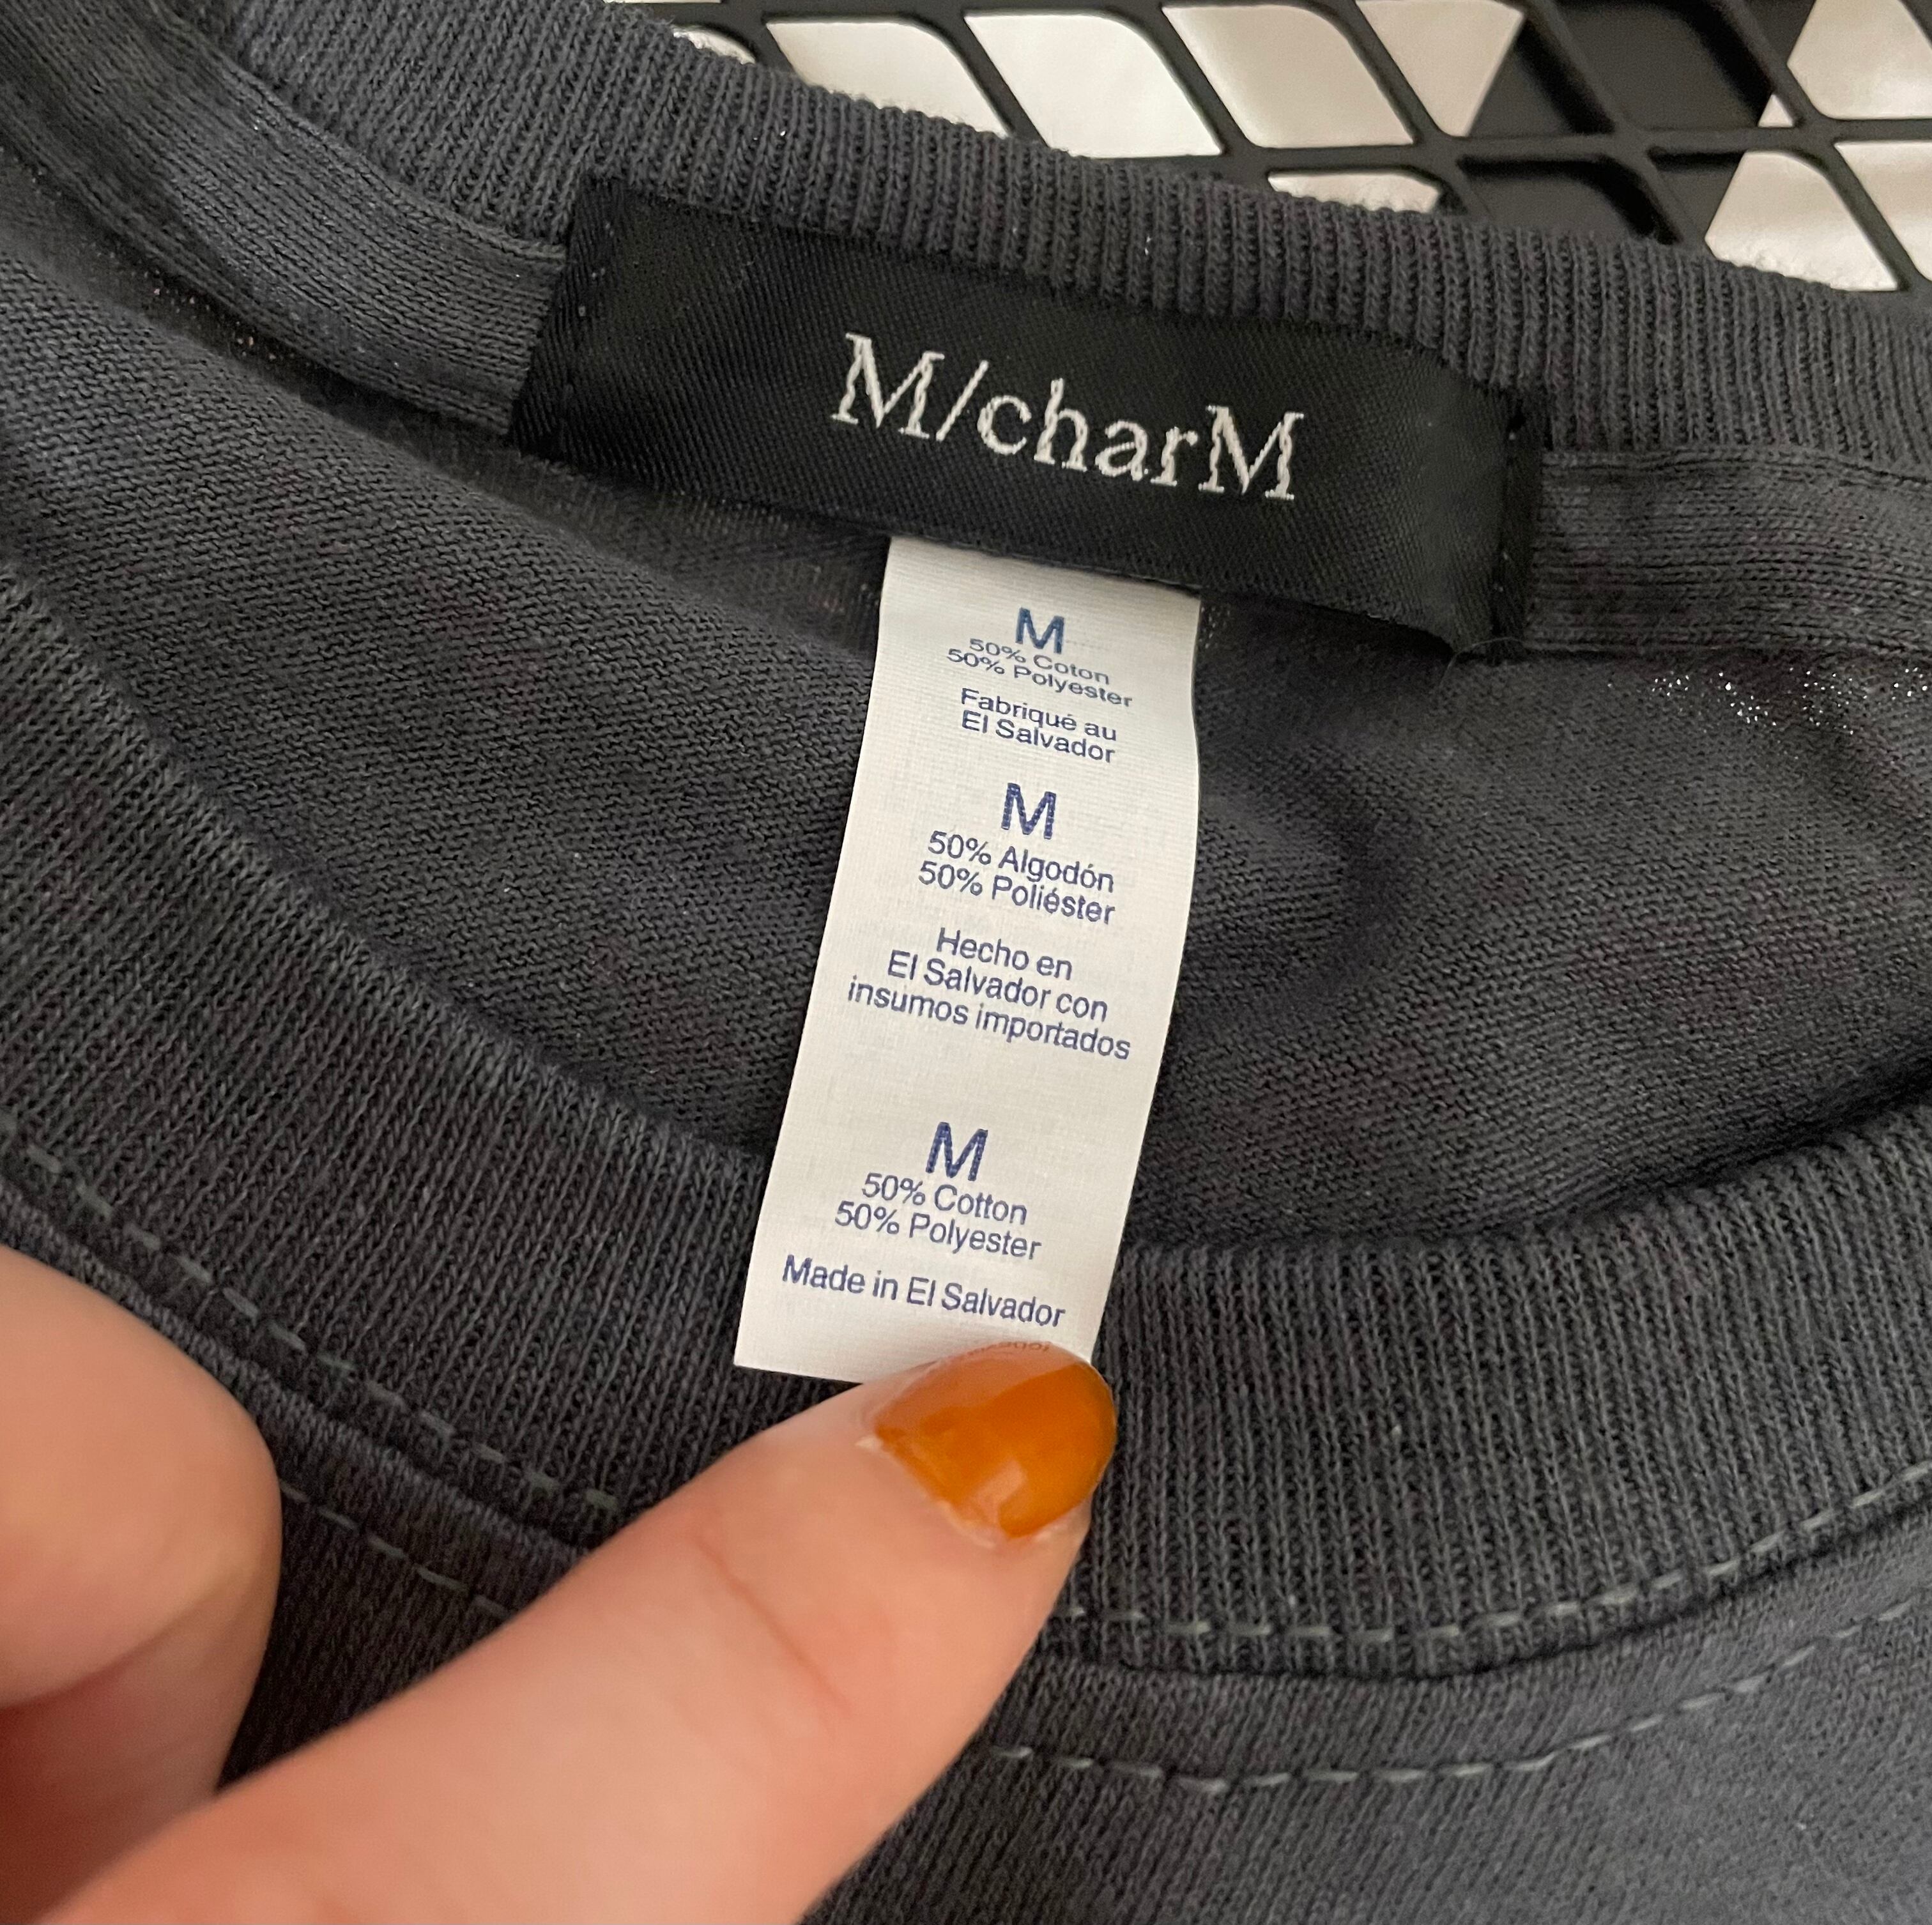 M/charM
M
50% Coton
50% Polyester
Fabriqué au
El Salvador
M
50% Algodón
50% Poliéster
Hecho en
El Salvador con
insumos importados
M
50% Cotton
50% Polyester
Made in El Salvador